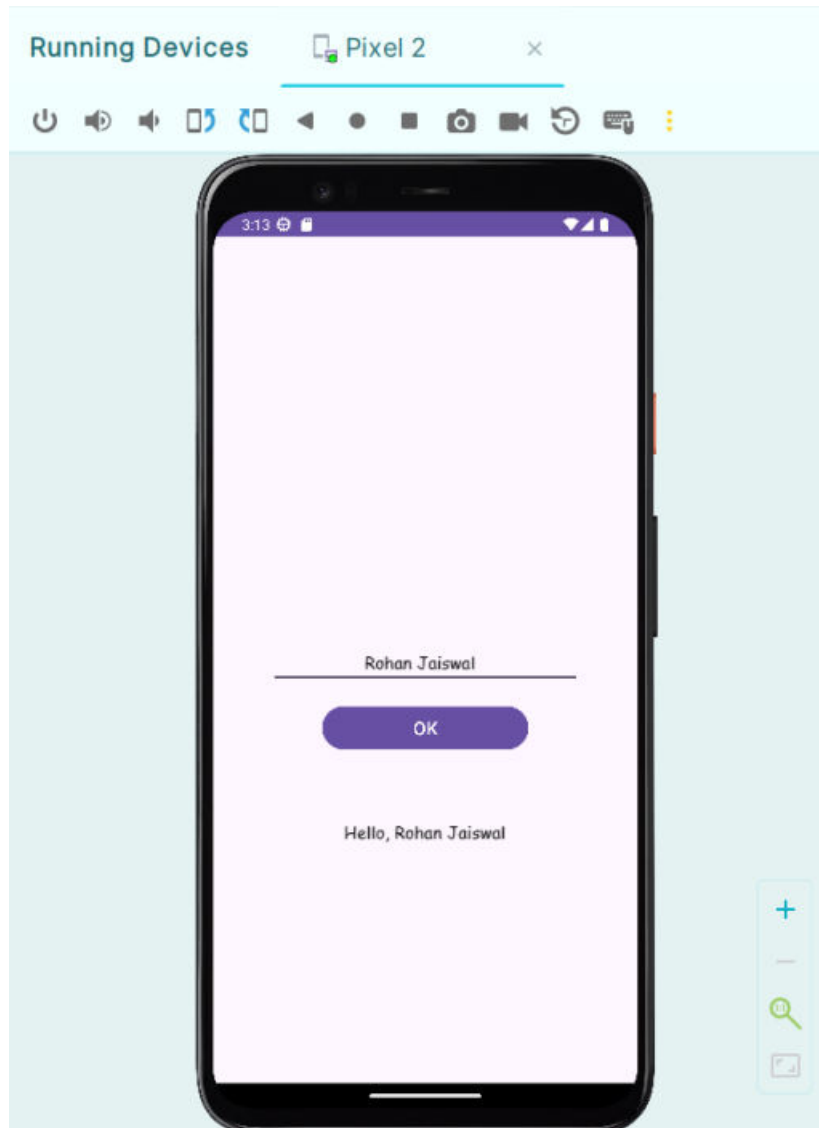 Running Devices Pixel 2
3:13
Rohan Jaiswal
OK
Hello, Rohan Jaiswal